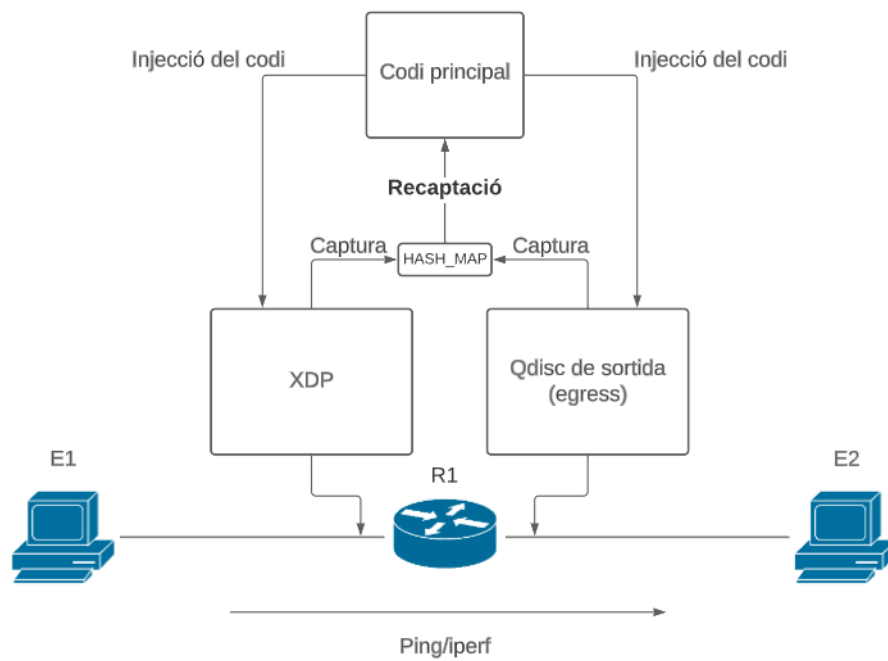 Injecció del codi
Codi principal
Injecció del codi
Recaptació
Captura
HASH_MAP
Captura
XDP
Qdisc de sortida
(egress)
E1
R1
E2
Ping/iperf